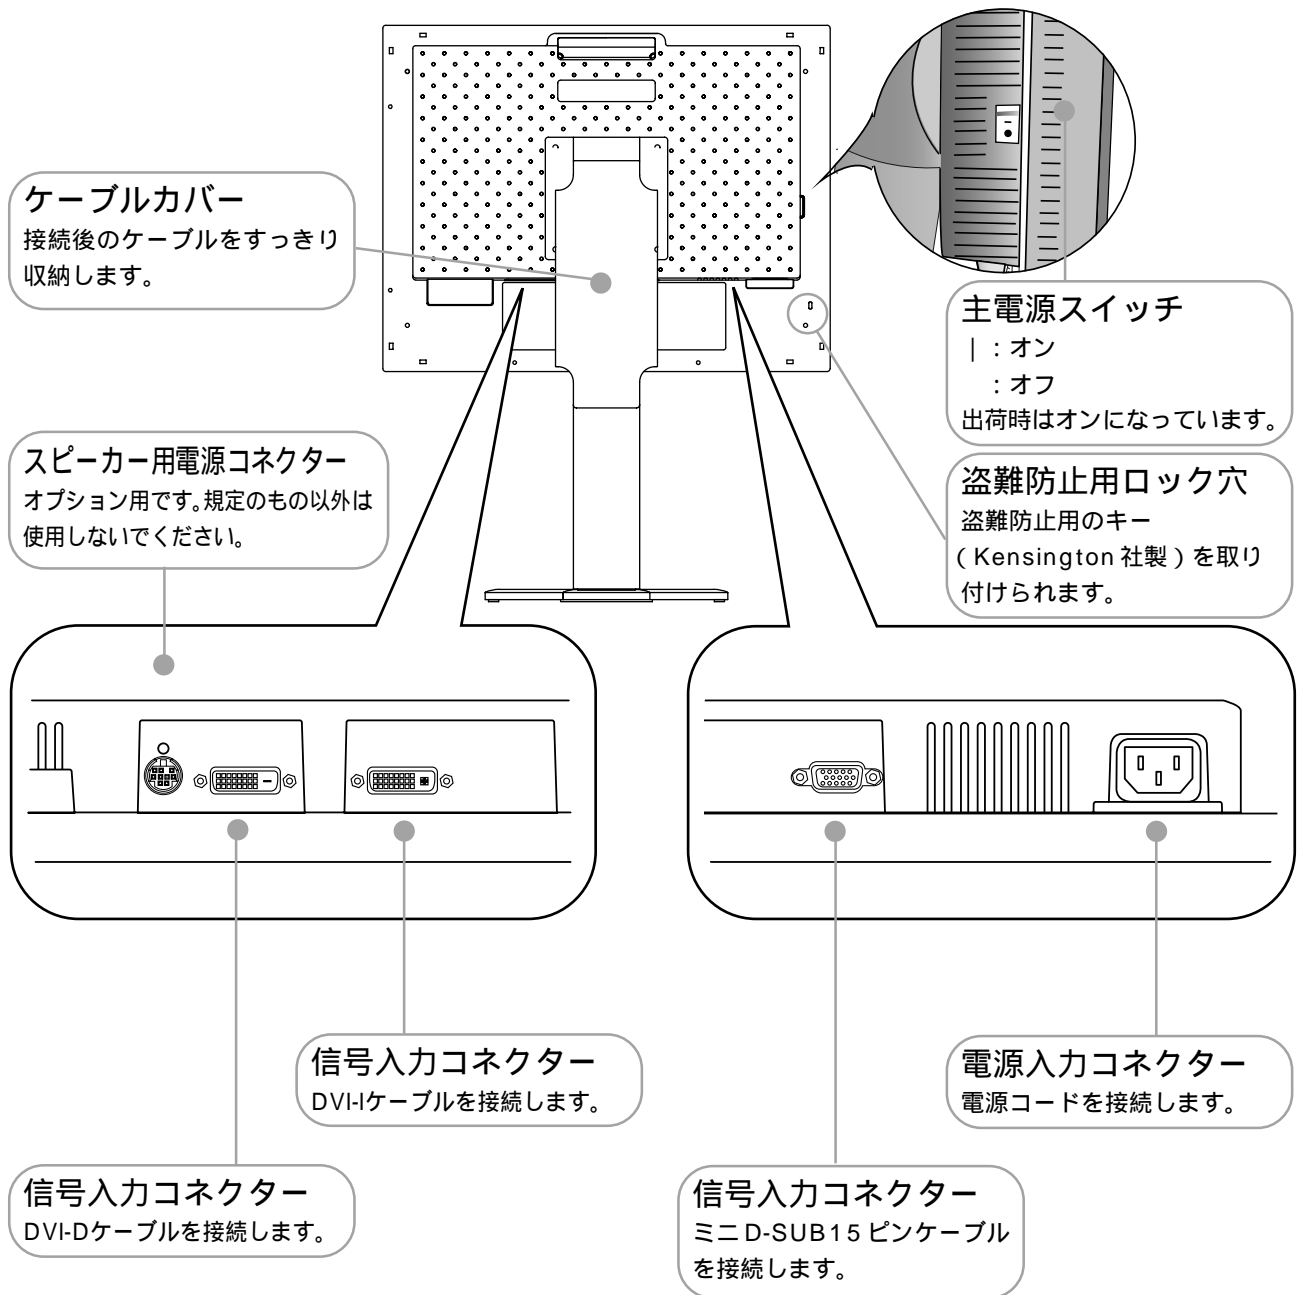 ケーブルカバー
接続後のケーブルをすっきり
収納します。
主電源スイッチ
｜：オン
：オフ
出荷時はオンになっています。
スピーカー用電源コネクター
オプション用です。規定のもの以外は
使用しないでください。
盗難防止用ロック穴
盗難防止用のキー
（Kensington 社製）を取り
付けられます。
信号入力コネクター
DVI-Iケーブルを接続します。
電源入力コネクター
電源コードを接続します。
信号入力コネクター
DVI-Dケーブルを接続します。
信号入力コネクター
ミニ D-SUB15 ピンケーブル
を接続します。